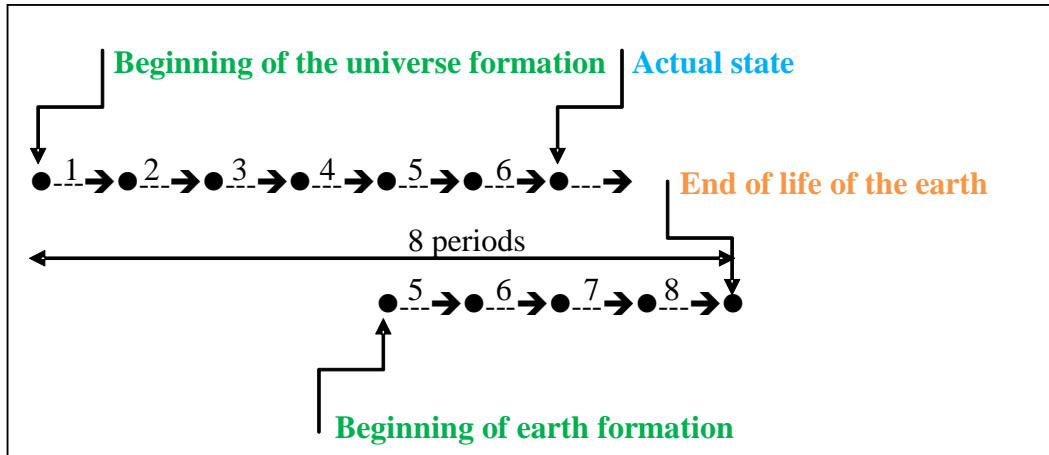 Beginning of the universe formation Actual state
1 2 3 4 5 6
End of life of the earth
8 periods
5 6 7 8
Beginning of earth formation